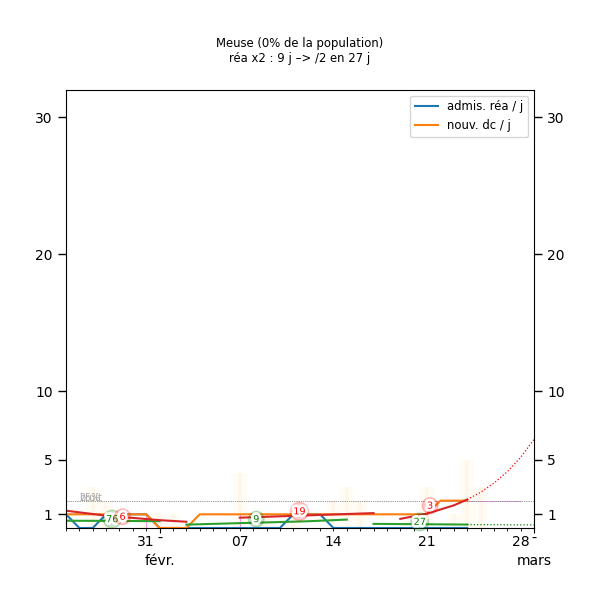 Meuse (0% de la population)
réa x2 : 9 j –> /2 en 27 j
admis. réa / j
nouv. dc / j
30 30
20 20
10 10
5 5
1 1
76 6 9 19 27 3
31 - 07 14 21 28 -
févr. mars